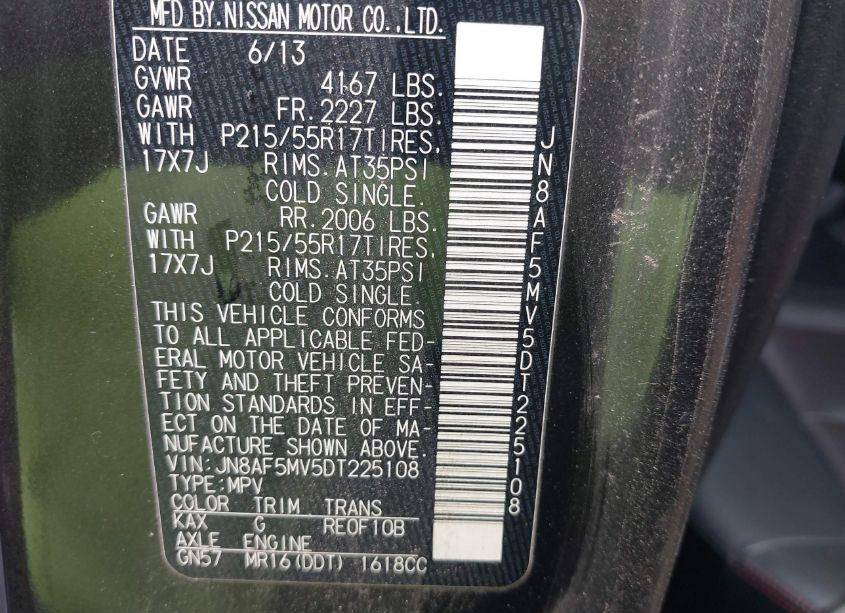 MFD BY.NISSAN MOTOR CO.,LTD.
DATE 6/13
GVWR 4167 LBS.
GAWR FR.2227 LBS.
WITH P215/55R17TIRES,
17X7J RIMS.AT35PSI
COLD SINGLE.
GAWR RR.2006 LBS.
WITH P215/55R17TIRES,
17X7J RIMS.AT35PSI
COLD SINGLE.
THIS VEHICLE CONFORMS
TO ALL APPLICABLE FED-
ERAL MOTOR VEHICLE SA-
FETY AND THEFT PREVEN-
TION STANDARDS IN EFF-
ECT ON THE DATE OF MA-
NUFACTURE SHOWN ABOVE.
VIN:JN8AF5MV5DT225108
TYPE:MPV
COLOR TRIM TRANS
KAX G RE0F10B
AXLE ENGINE
GN57 MR16(DDT) 1618CC
JN8AF5MV5DT225108